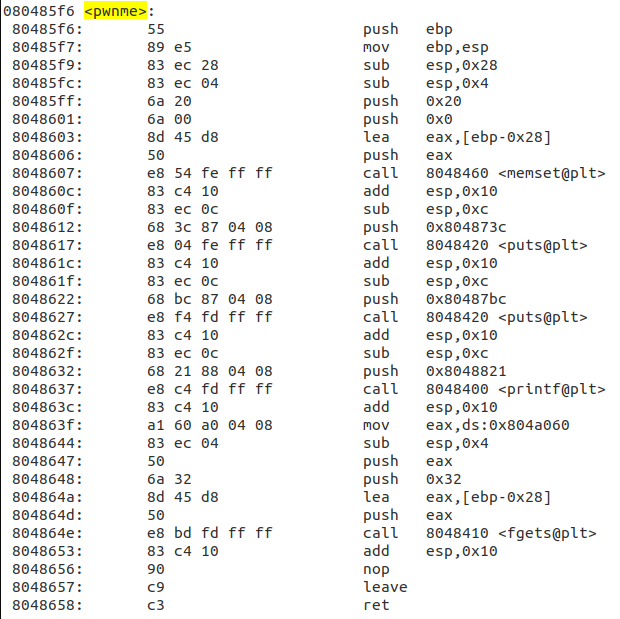 080485f6 <pwnme>:
80485f6: 55 push ebp
80485f7: 89 e5 mov ebp,esp
80485f9: 83 ec 28 sub esp,0x28
80485fc: 83 ec 04 sub esp,0x4
80485ff: 6a 20 push 0x20
8048601: 6a 00 push 0x0
8048603: 8d 45 d8 lea eax,[ebp-0x28]
8048606: 50 push eax
8048607: e8 54 fe ff ff call 8048460 <memset@plt>
804860c: 83 c4 10 add esp,0x10
804860f: 83 ec 0c sub esp,0xc
8048612: 68 3c 87 04 08 push 0x804873c
8048617: e8 04 fe ff ff call 8048420 <puts@plt>
804861c: 83 c4 10 add esp,0x10
804861f: 83 ec 0c sub esp,0xc
8048622: 68 bc 87 04 08 push 0x80487bc
8048627: e8 f4 fd ff ff call 8048420 <puts@plt>
804862c: 83 c4 10 add esp,0x10
804862f: 83 ec 0c sub esp,0xc
8048632: 68 21 88 04 08 push 0x8048821
8048637: e8 c4 fd ff ff call 8048400 <printf@plt>
804863c: 83 c4 10 add esp,0x10
804863f: a1 60 a0 04 08 mov eax,ds:0x804a060
8048644: 83 ec 04 sub esp,0x4
8048647: 50 push eax
8048648: 6a 32 push 0x32
804864a: 8d 45 d8 lea eax,[ebp-0x28]
804864d: 50 push eax
804864e: e8 bd fd ff ff call 8048410 <fgets@plt>
8048653: 83 c4 10 add esp,0x10
8048656: 90 nop
8048657: c9 leave
8048658: c3 ret